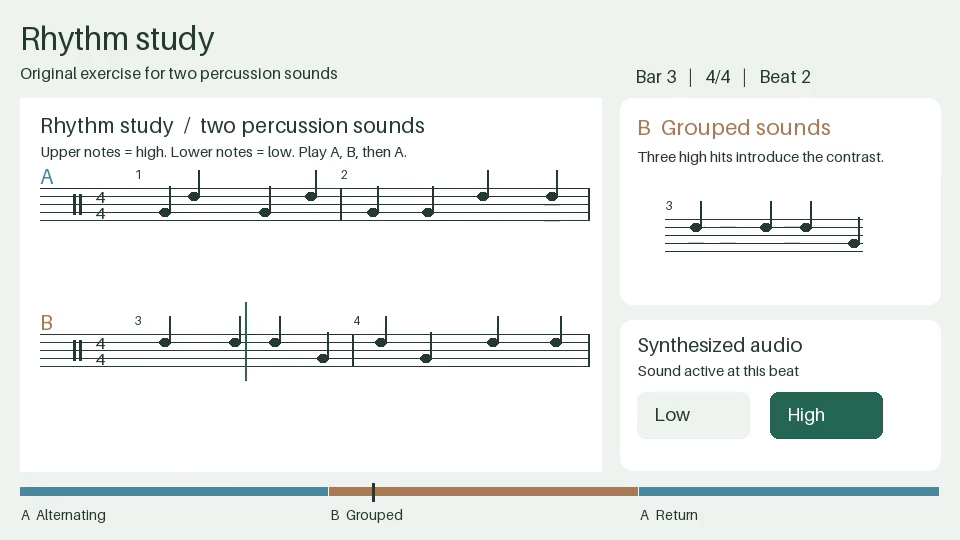 Rhythm study
Original exercise for two percussion sounds
Bar 3 | 4/4 | Beat 2
Rhythm study / two percussion sounds
Upper notes = high. Lower notes = low. Play A, B, then A.
A
1
2
4
4
B
3
4
4
4
B Grouped sounds
Three high hits introduce the contrast.
3
Synthesized audio
Sound active at this beat
Low
High
A Alternating
B Grouped
A Return